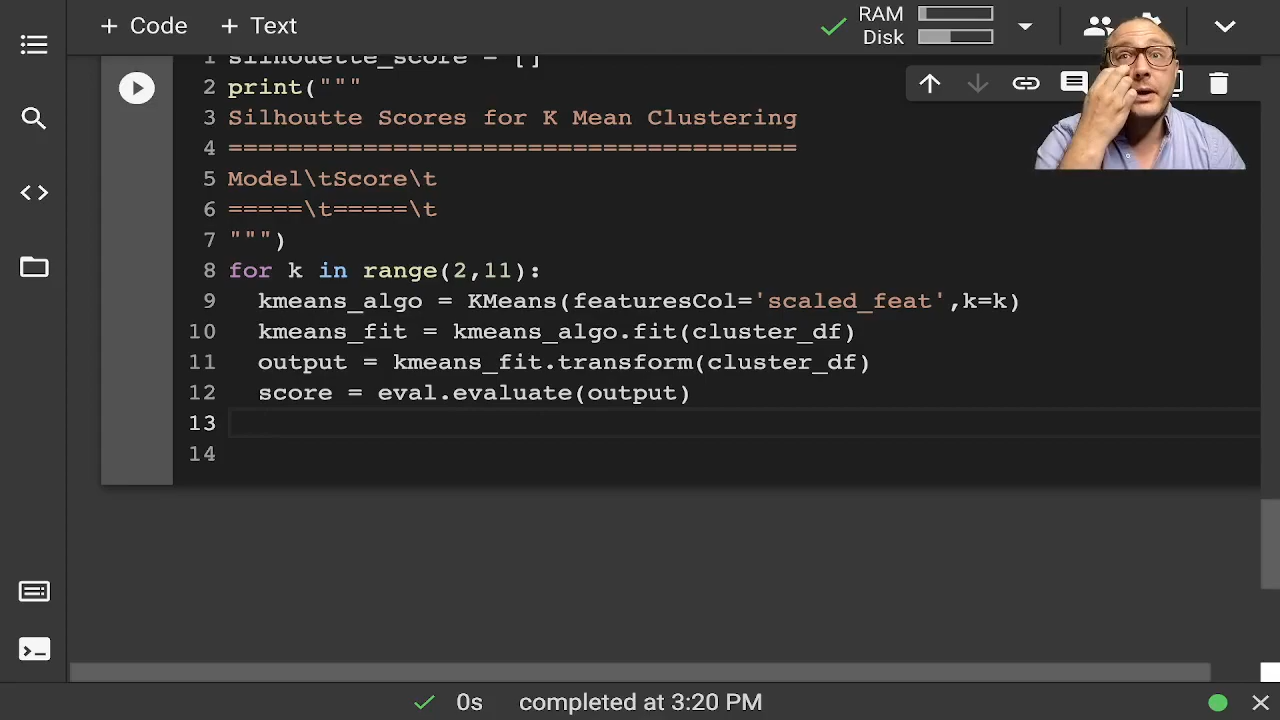 + Code + Text
RAM
Disk
1 silhouette_score = []
2 print("""
3 Silhoutte Scores for K Mean Clustering
4 ======================================
5 Model\tScore\t
6 =====\t=====\t
7 """)
8 for k in range(2,11):
9 kmeans_algo = KMeans(featuresCol='scaled_feat',k=k)
10 kmeans_fit = kmeans_algo.fit(cluster_df)
11 output = kmeans_fit.transform(cluster_df)
12 score = eval.evaluate(output)
13
14
0s completed at 3:20 PM